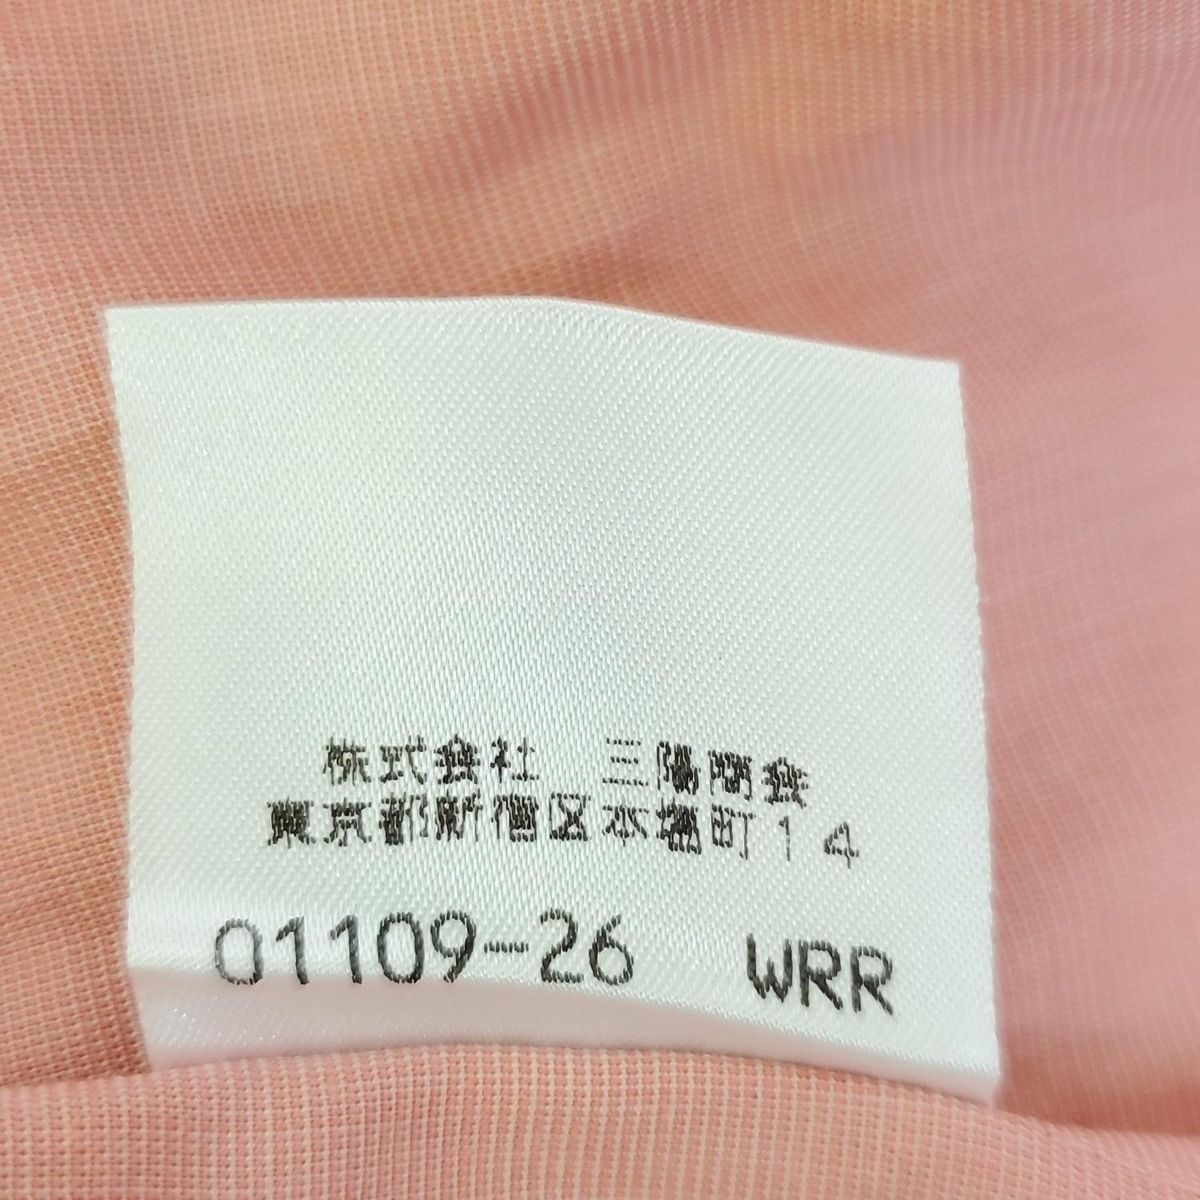 株式会社 三陽商会
東京都新宿区本塩町14
01109-26 WRR